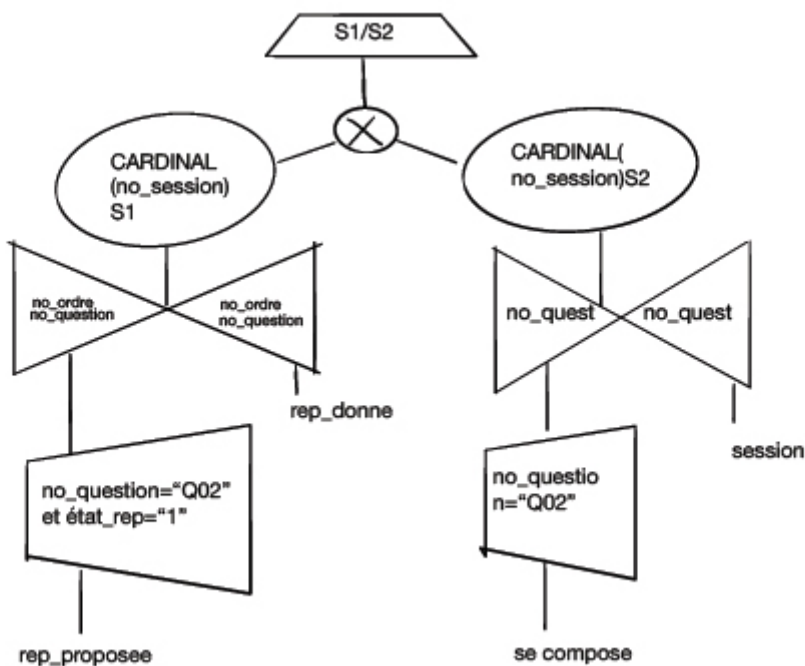 S1/S2
CARDINAL
(no_session)
S1
CARDINAL(
no_session)S2
no_ordre
no_question)
no_ordre
no_question)
no_quest
no_quest
rep_donne
session
no_question="Q02"
et état_rep="1"
no_questio
n="Q02"
rep_proposee
se compose